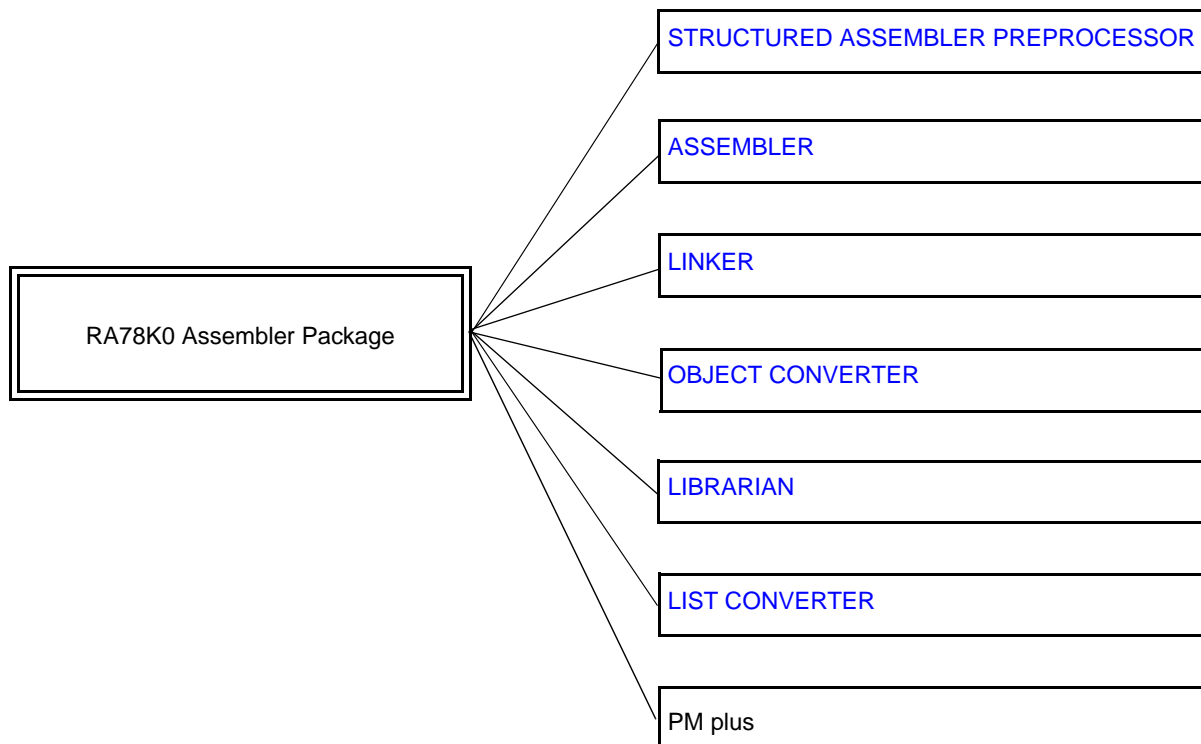 STRUCTURED ASSEMBLER PREPROCESSOR
ASSEMBLER
LINKER
RA78K0 Assembler Package
OBJECT CONVERTER
LIBRARIAN
LIST CONVERTER
PM plus